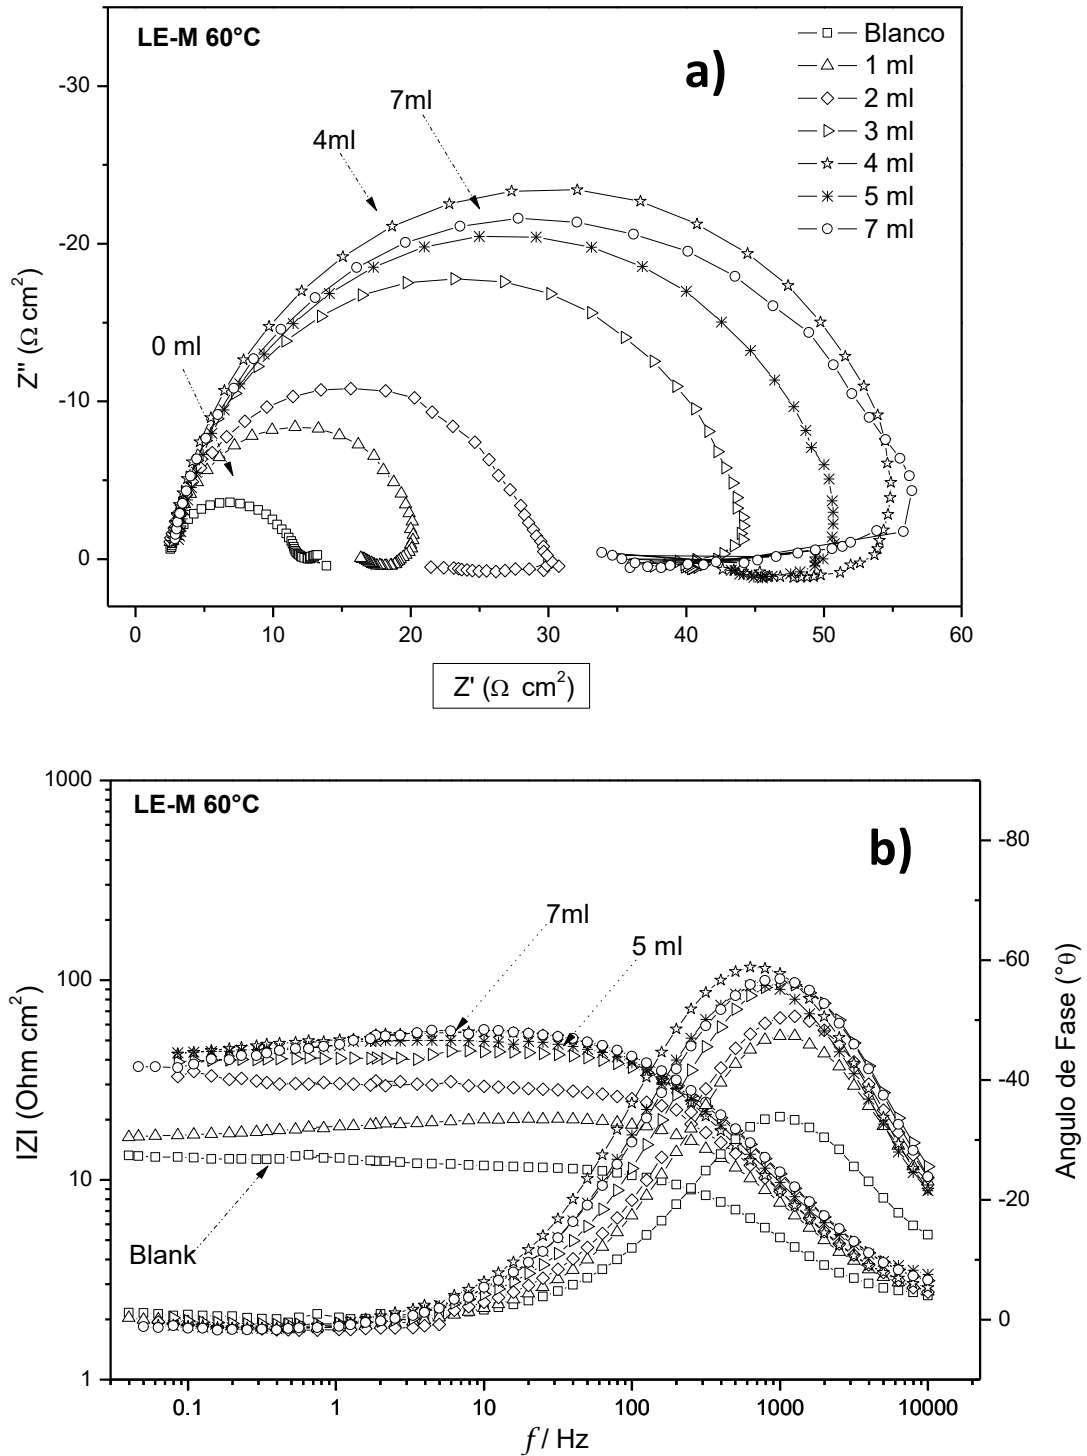 LE-M 60°C
a)
Blanco
1 ml
2 ml
3 ml
4 ml
5 ml
7 ml
7ml
4ml
0 ml
-30
-20
-10
0
Z'' (Ω cm²)
0 10 20 30 40 50 60
Z' (Ω cm²)
LE-M 60°C
b)
7ml
5 ml
Blank
1000
100
10
1
IZI (Ohm cm²)
-80
-60
-40
-20
0
Angulo de Fase (°θ)
0.1 1 10 100 1000 10000
f / Hz